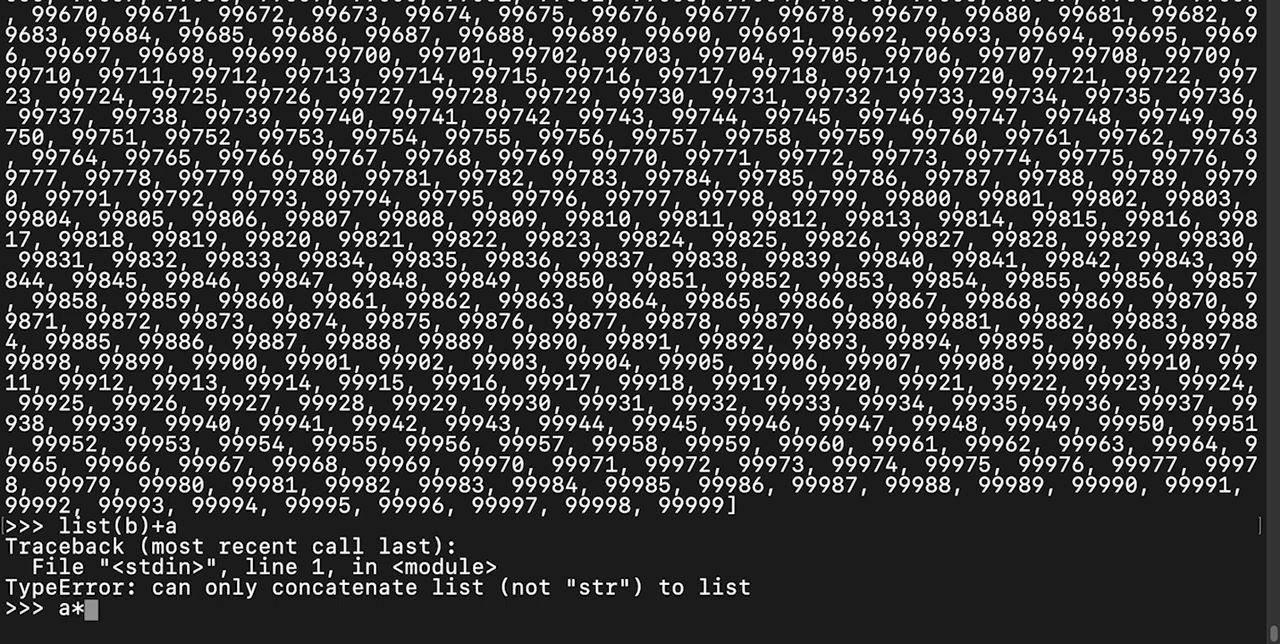 , 99670, 99671, 99672, 99673, 99674, 99675, 99676, 99677, 99678, 99679, 99680, 99681, 99682, 9
9683, 99684, 99685, 99686, 99687, 99688, 99689, 99690, 99691, 99692, 99693, 99694, 99695, 9969
6, 99697, 99698, 99699, 99700, 99701, 99702, 99703, 99704, 99705, 99706, 99707, 99708, 99709,
99710, 99711, 99712, 99713, 99714, 99715, 99716, 99717, 99718, 99719, 99720, 99721, 99722, 997
23, 99724, 99725, 99726, 99727, 99728, 99729, 99730, 99731, 99732, 99733, 99734, 99735, 99736,
99737, 99738, 99739, 99740, 99741, 99742, 99743, 99744, 99745, 99746, 99747, 99748, 99749, 99
750, 99751, 99752, 99753, 99754, 99755, 99756, 99757, 99758, 99759, 99760, 99761, 99762, 99763
, 99764, 99765, 99766, 99767, 99768, 99769, 99770, 99771, 99772, 99773, 99774, 99775, 99776, 9
9777, 99778, 99779, 99780, 99781, 99782, 99783, 99784, 99785, 99786, 99787, 99788, 99789, 9979
0, 99791, 99792, 99793, 99794, 99795, 99796, 99797, 99798, 99799, 99800, 99801, 99802, 99803,
99804, 99805, 99806, 99807, 99808, 99809, 99810, 99811, 99812, 99813, 99814, 99815, 99816, 998
17, 99818, 99819, 99820, 99821, 99822, 99823, 99824, 99825, 99826, 99827, 99828, 99829, 99830,
99831, 99832, 99833, 99834, 99835, 99836, 99837, 99838, 99839, 99840, 99841, 99842, 99843, 99
844, 99845, 99846, 99847, 99848, 99849, 99850, 99851, 99852, 99853, 99854, 99855, 99856, 99857
, 99858, 99859, 99860, 99861, 99862, 99863, 99864, 99865, 99866, 99867, 99868, 99869, 99870, 9
9871, 99872, 99873, 99874, 99875, 99876, 99877, 99878, 99879, 99880, 99881, 99882, 99883, 9988
4, 99885, 99886, 99887, 99888, 99889, 99890, 99891, 99892, 99893, 99894, 99895, 99896, 99897,
99898, 99899, 99900, 99901, 99902, 99903, 99904, 99905, 99906, 99907, 99908, 99909, 99910, 999
11, 99912, 99913, 99914, 99915, 99916, 99917, 99918, 99919, 99920, 99921, 99922, 99923, 99924,
99925, 99926, 99927, 99928, 99929, 99930, 99931, 99932, 99933, 99934, 99935, 99936, 99937, 99
938, 99939, 99940, 99941, 99942, 99943, 99944, 99945, 99946, 99947, 99948, 99949, 99950, 99951
, 99952, 99953, 99954, 99955, 99956, 99957, 99958, 99959, 99960, 99961, 99962, 99963, 99964, 9
9965, 99966, 99967, 99968, 99969, 99970, 99971, 99972, 99973, 99974, 99975, 99976, 99977, 9997
8, 99979, 99980, 99981, 99982, 99983, 99984, 99985, 99986, 99987, 99988, 99989, 99990, 99991,
99992, 99993, 99994, 99995, 99996, 99997, 99998, 99999]
[>>> list(b)+a ]
Traceback (most recent call last):
  File "<stdin>", line 1, in <module>
TypeError: can only concatenate list (not "str") to list
>>> a*